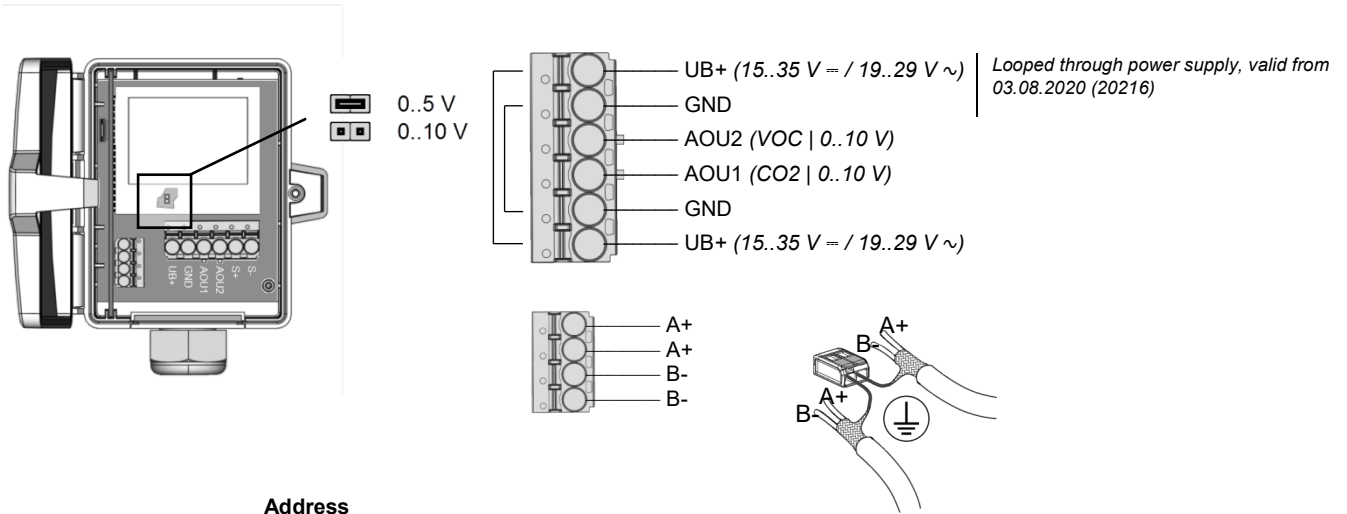 0..5 V
0..10 V
UB+
GND
AOU1
AOU2
S+
S-
UB+ (15..35 V ⎓ / 19..29 V ∿)
GND
AOU2 (VOC | 0..10 V)
AOU1 (CO2 | 0..10 V)
GND
UB+ (15..35 V ⎓ / 19..29 V ∿)
Looped through power supply, valid from
03.08.2020 (20216)
A+
A+
B-
B-
A+
B-
A+
B-
Address